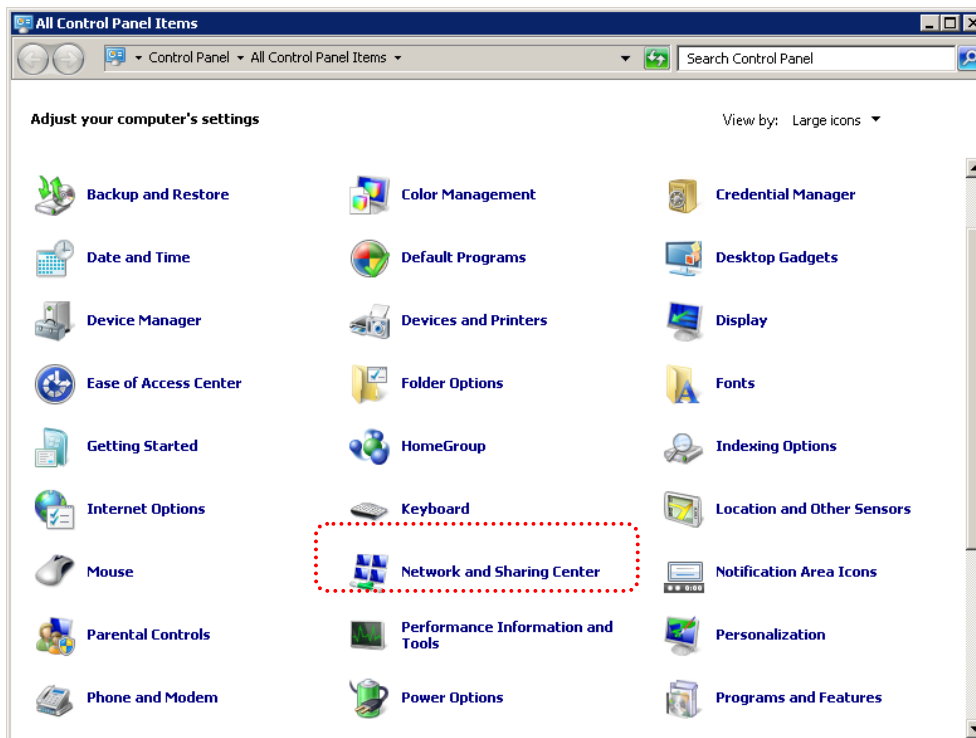 All Control Panel Items
Control Panel All Control Panel Items
Search Control Panel
Adjust your computer's settings
View by: Large icons
Backup and Restore
Color Management
Credential Manager
Date and Time
Default Programs
Desktop Gadgets
Device Manager
Devices and Printers
Display
Ease of Access Center
Folder Options
Fonts
Getting Started
HomeGroup
Indexing Options
Internet Options
Keyboard
Location and Other Sensors
Mouse
Network and Sharing Center
Notification Area Icons
Parental Controls
Performance Information and
Tools
Personalization
Phone and Modem
Power Options
Programs and Features